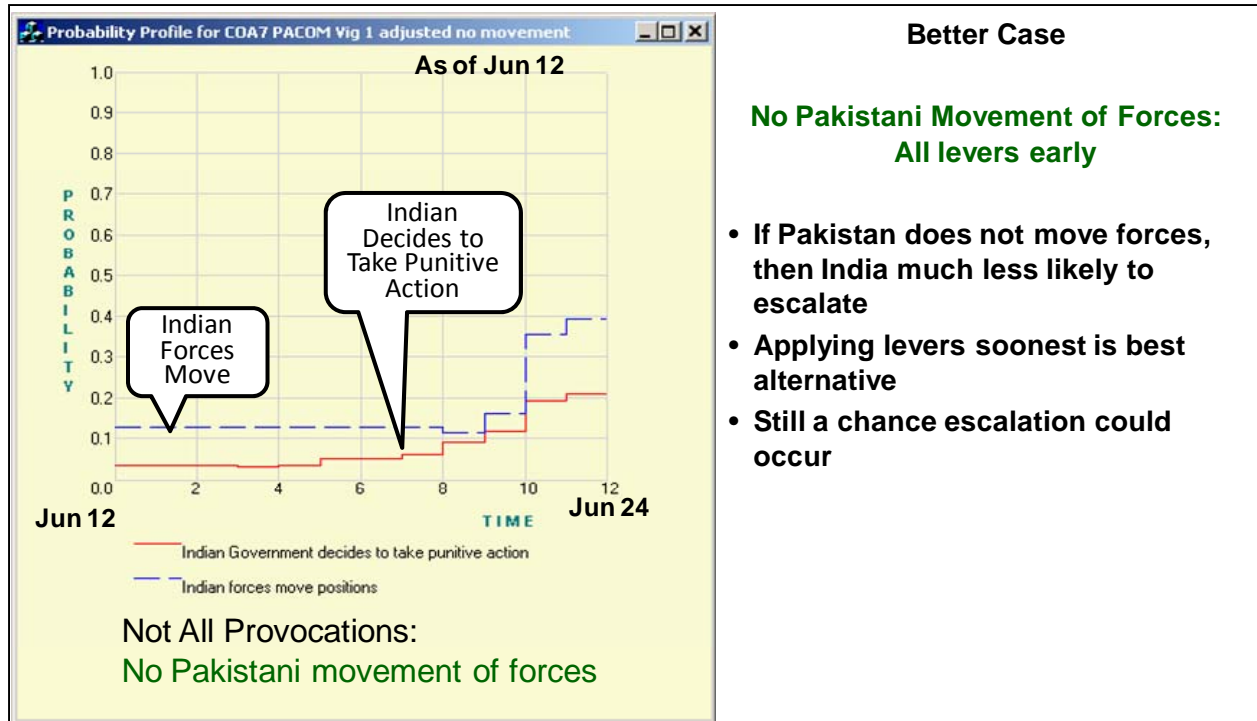 Probability Profile for COA7 PACOM Vig 1 adjusted no movement
As of Jun 12
1.0
0.9
0.8
0.7
0.6
0.5
0.4
0.3
0.2
0.1
0.0
PROBABILITY
Indian
Forces
Move
Indian
Decides to
Take Punitive
Action
2
4
6
8
10
12
Jun 12
Jun 24
TIME
Indian Government decides to take punitive action
Indian forces move positions
Not All Provocations:
No Pakistani movement of forces
Better Case
No Pakistani Movement of Forces:
All levers early
• If Pakistan does not move forces,
then India much less likely to
escalate
• Applying levers soonest is best
alternative
• Still a chance escalation could
occur